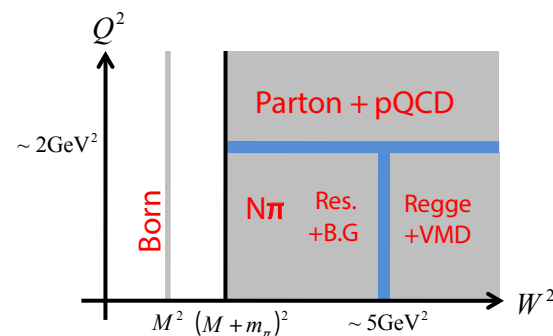 Q²
Parton + pQCD
~ 2GeV²
Born
Nπ
Res.
+B.G
Regge
+VMD
W²
M²
(M + m_π)²
~ 5GeV²